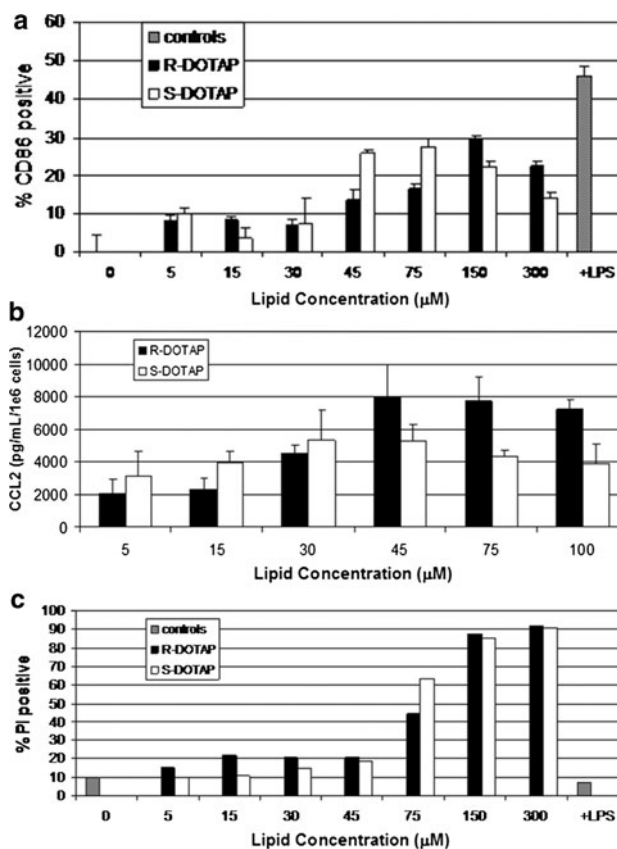 a
60
50
40
30
20
10
0
% CD86 positive
controls
R-DOTAP
S-DOTAP
0 5 15 30 45 75 150 300 +LPS
Lipid Concentration (µM)
b
12000
10000
8000
6000
4000
2000
0
CCL2 (pg/mL/1e6 cells)
R-DOTAP
S-DOTAP
5 15 30 45 75 100
Lipid Concentration (µM)
c
100
90
80
70
60
50
40
30
20
10
0
% PI positive
controls
R-DOTAP
S-DOTAP
0 5 15 30 45 75 150 300 +LPS
Lipid Concentration (µM)